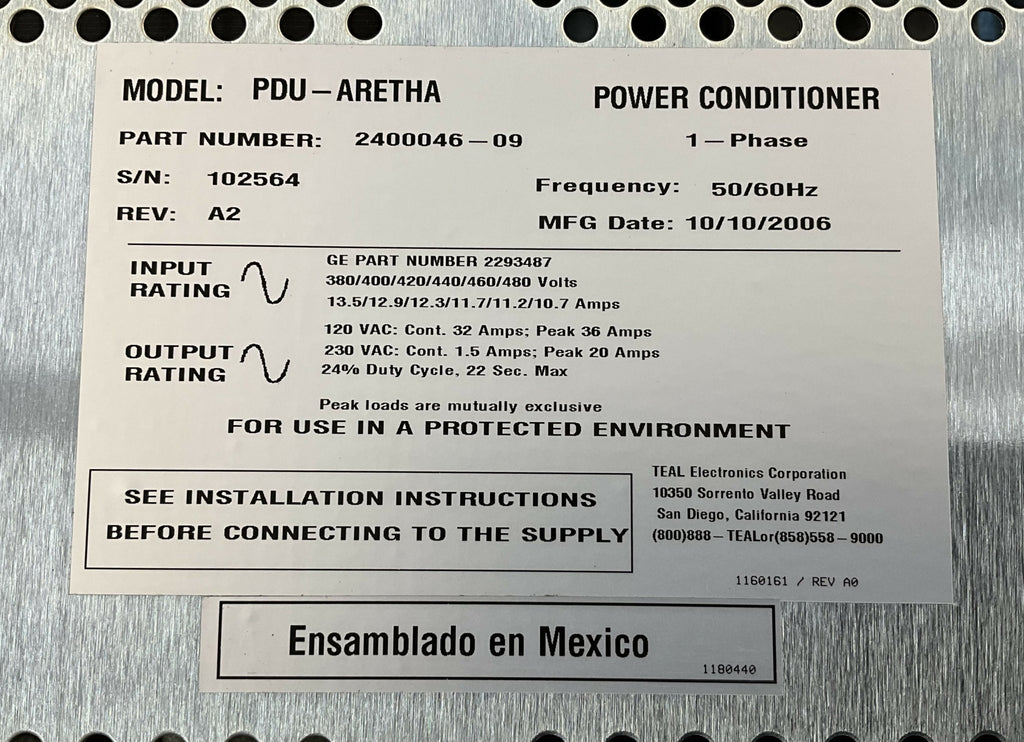 MODEL: PDU-ARETHA
POWER CONDITIONER
PART NUMBER: 2400046-09
1-Phase
S/N: 102564
Frequency: 50/60Hz
REV: A2
MFG Date: 10/10/2006
INPUT RATING
GE PART NUMBER 2293487
380/400/420/440/460/480 Volts
13.5/12.9/12.3/11.7/11.2/10.7 Amps
OUTPUT RATING
120 VAC: Cont. 32 Amps; Peak 36 Amps
230 VAC: Cont. 1.5 Amps; Peak 20 Amps
24% Duty Cycle, 22 Sec. Max
Peak loads are mutually exclusive
FOR USE IN A PROTECTED ENVIRONMENT
SEE INSTALLATION INSTRUCTIONS
BEFORE CONNECTING TO THE SUPPLY
TEAL Electronics Corporation
10350 Sorrento Valley Road
San Diego, California 92121
(800)888-TEALor(858)558-9000
1160161 / REV A0
Ensamblado en Mexico
1180440